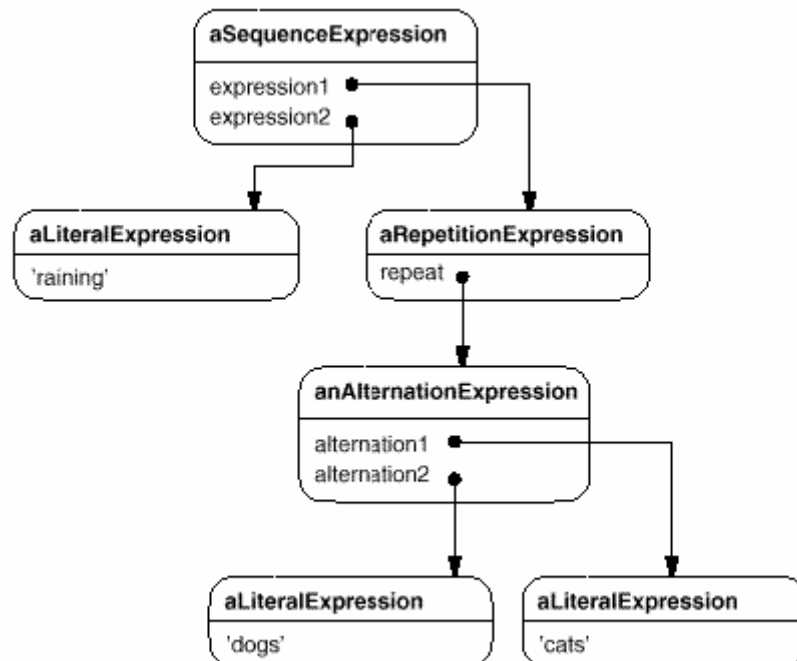 aSequenceExpression
expression1
expression2
aLiteralExpression
'raining'
aRepetitionExpression
repeat
anAlternationExpression
alternation1
alternation2
aLiteralExpression
'dogs'
aLiteralExpression
'cats'